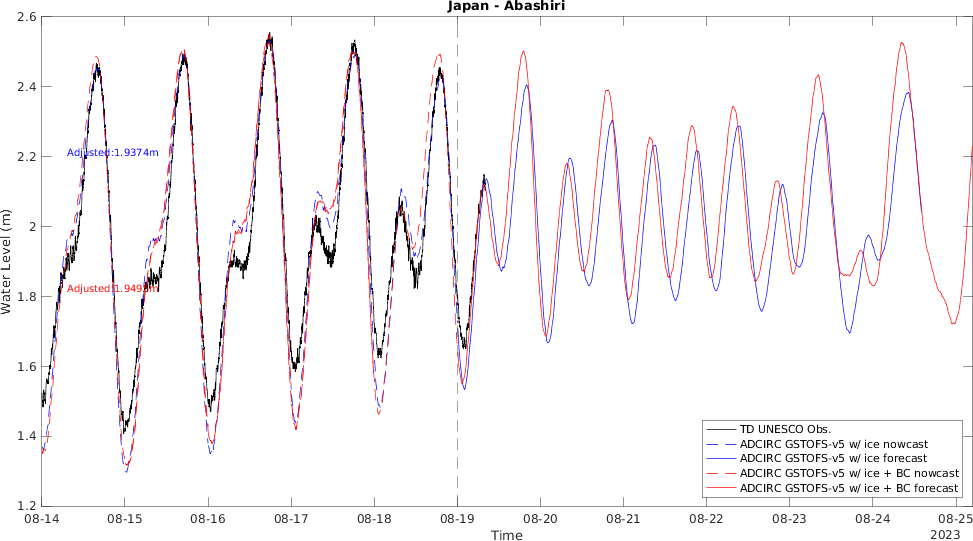 Japan - Abashiri
2.6
2.4
2.2
2
1.8
1.6
1.4
1.2
Water Level (m)
Adjusted:1.9374m
08-14
08-15
08-16
08-17
08-18
08-19
08-20
08-21
08-22
08-23
08-24
08-25
2023
Time
TD UNESCO Obs.
ADCIRC GSTOFS-v5 w/ ice nowcast
ADCIRC GSTOFS-v5 w/ ice forecast
ADCIRC GSTOFS-v5 w/ ice + BC nowcast
ADCIRC GSTOFS-v5 w/ ice + BC forecast